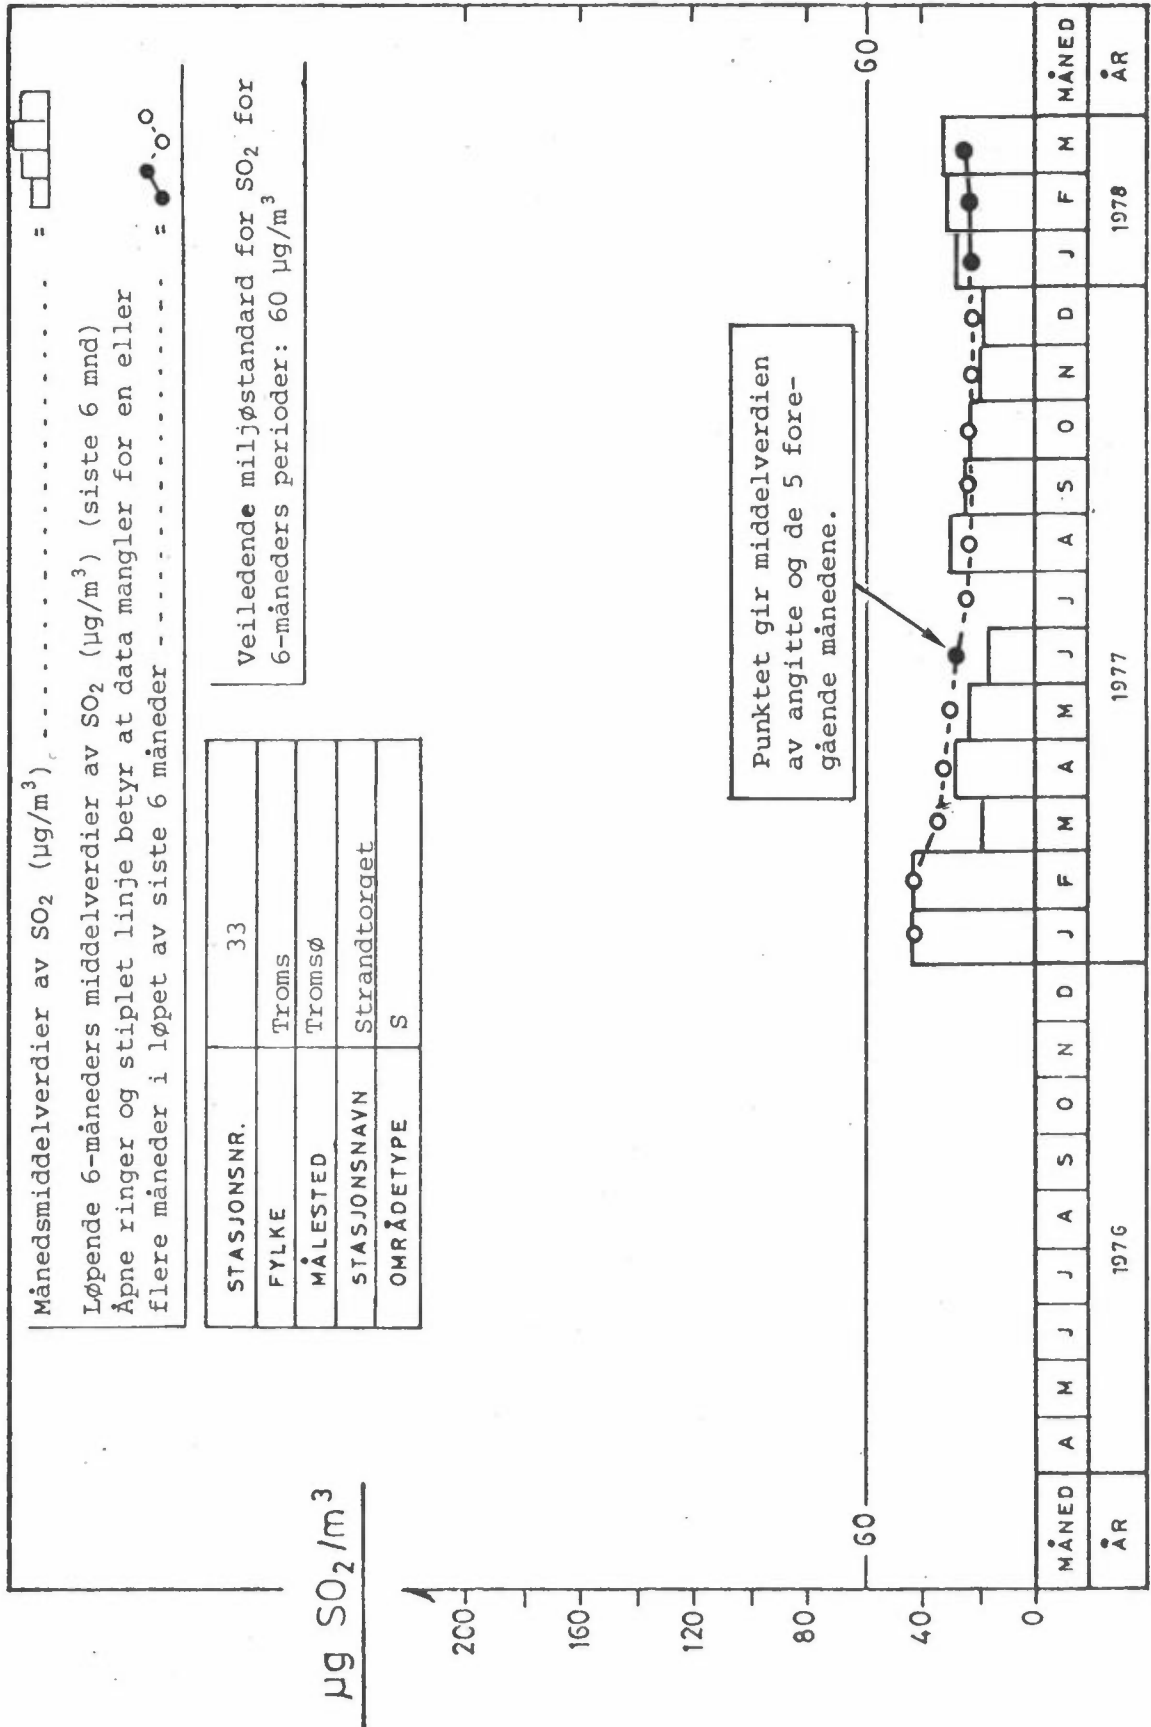 Månedsmiddelverdier av SO₂ (µg/m³) - - - - - - - - - - - - - - - - =
Løpende 6-måneders middelverdier av SO₂ (µg/m³) (siste 6 mnd)
Åpne ringer og stiplet linje betyr at data mangler for en eller
flere måneder i løpet av siste 6 måneder - - - - - - - - - - - - =
STASJONSNR. 33
FYLKE Troms
MÅLESTED Tromsø
STASJONSNAVN Strandtorget
OMRÅDETYPE S
Veiledende miljøstandard for SO₂ for
6-måneders perioder: 60 µg/m³
µg SO₂/m³
200
160
120
80
40
0
60
60
Punktet gir middelverdien
av angitte og de 5 fore-
gående månedene.
MÅNED A M J J A S O N D J F M A M J J A S O N D J F M MÅNED
ÅR 1976 1977 1978 ÅR